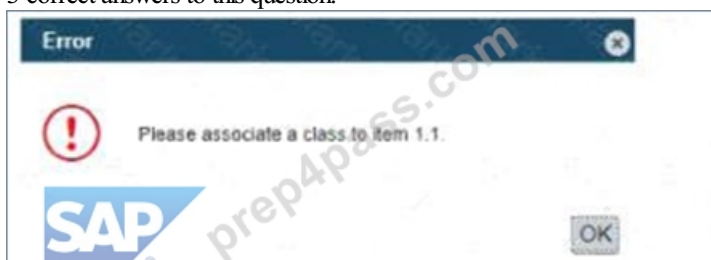 3 correct answers to this question.
Error
Please associate a class to item 1.1.
SAP
prep4pass.com
OK